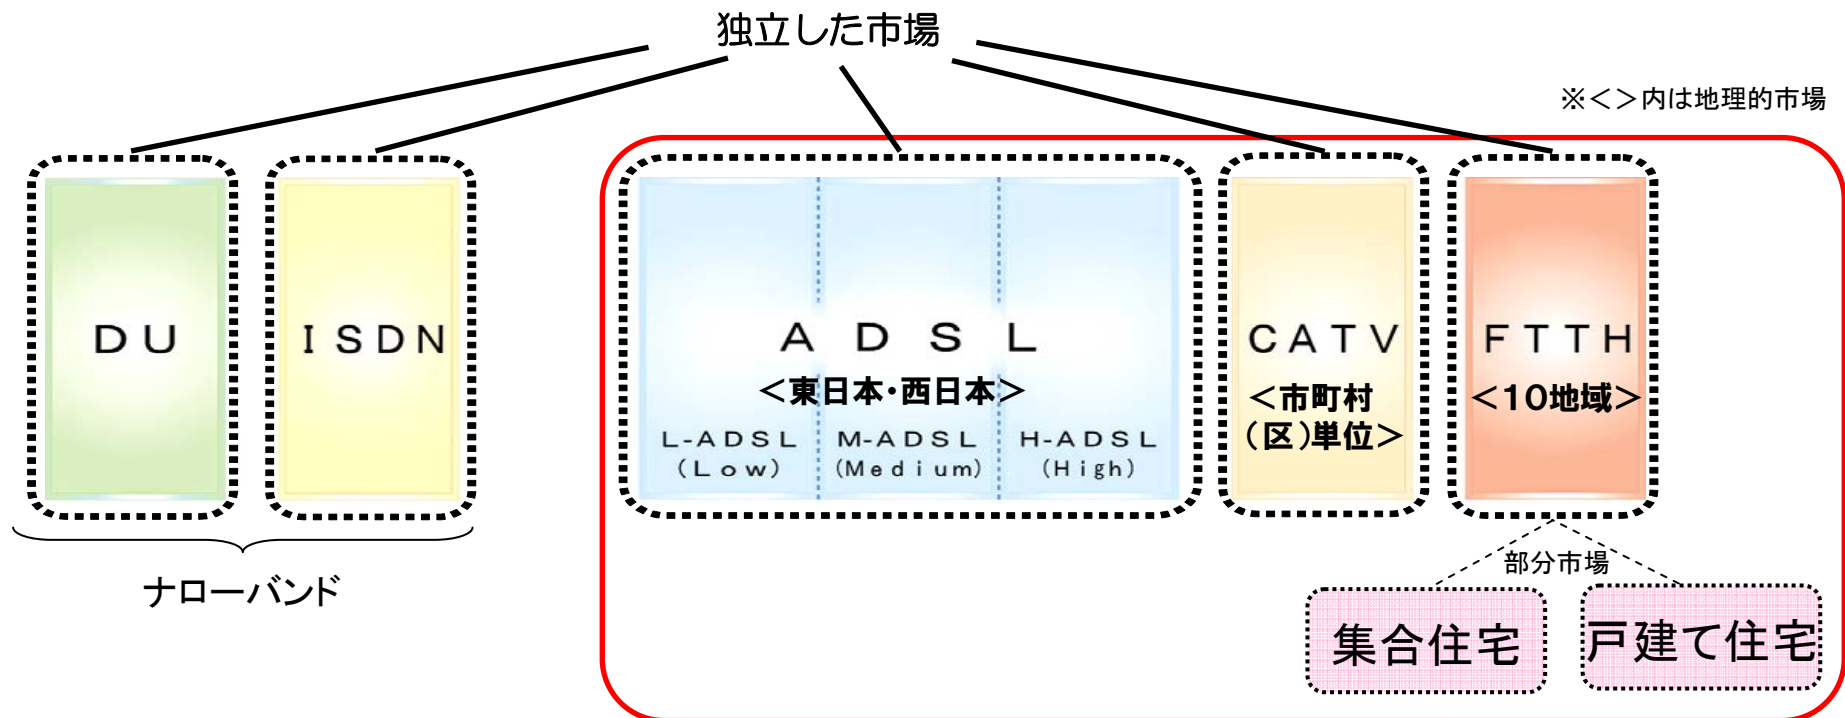 独立した市場
※<>内は地理的市場
DU
ISDN
ADSL
<東日本・西日本>
L-ADSL
(Low)
M-ADSL
(Medium)
H-ADSL
(High)
CATV
<市町村
(区)単位>
FTTH
<10地域>
ナローバンド
部分市場
集合住宅
戸建て住宅